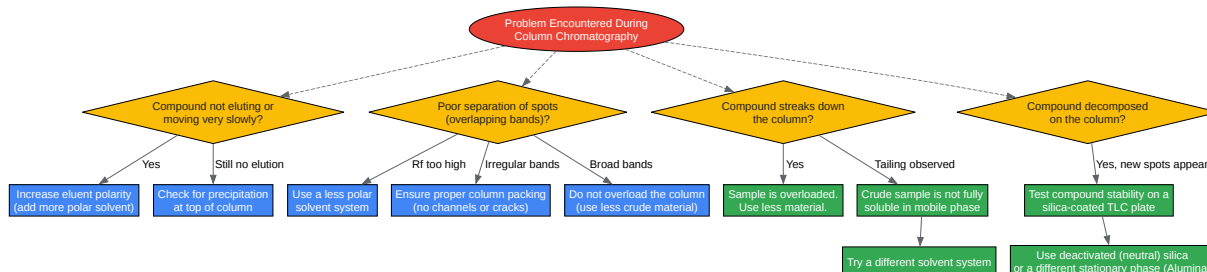 Problem Encountered During
Column Chromatography
Compound not eluting or
moving very slowly?
Poor separation of spots
(overlapping bands)?
Compound streaks down
the column?
Compound decomposed
on the column?
Yes
Still no elution
Rf too high
Irregular bands
Broad bands
Yes
Tailing observed
Yes, new spots appear
Increase eluent polarity
(add more polar solvent)
Check for precipitation
at top of column
Use a less polar
solvent system
Ensure proper column packing
(no channels or cracks)
Do not overload the column
(use less crude material)
Sample is overloaded.
Use less material.
Crude sample is not fully
soluble in mobile phase
Test compound stability on a
silica-coated TLC plate
Try a different solvent system
Use deactivated (neutral) silica
or a different stationary phase (Alumina